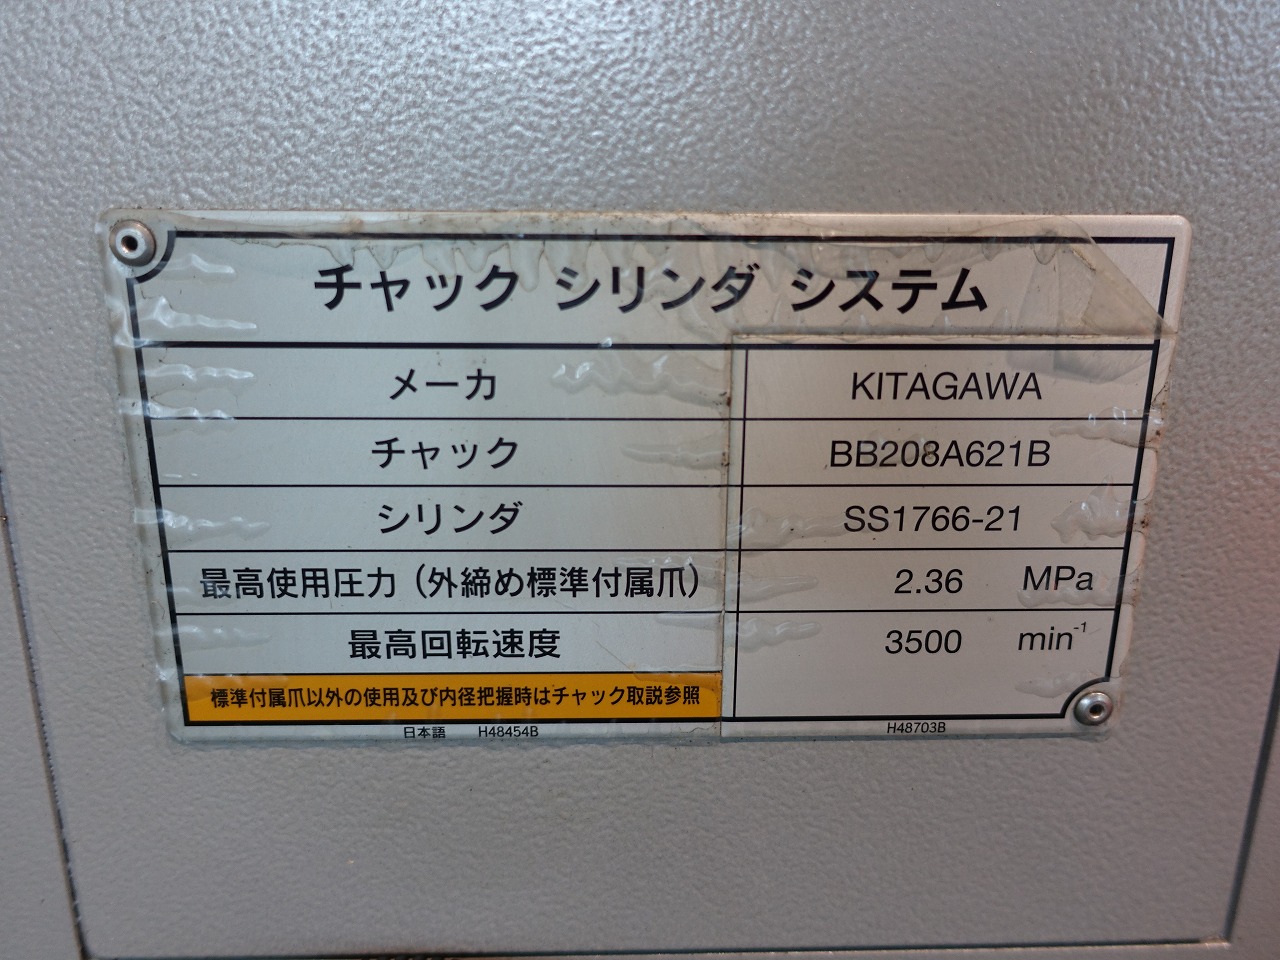 チャック シリンダ システム
メーカ KITAGAWA
チャック BB208A621B
シリンダ SS1766-21
最高使用圧力（外締め標準付属爪） 2.36 MPa
最高回転速度 3500 min⁻¹
標準付属爪以外の使用及び内径把握時はチャック取説参照
日本語 H48454B H48703B